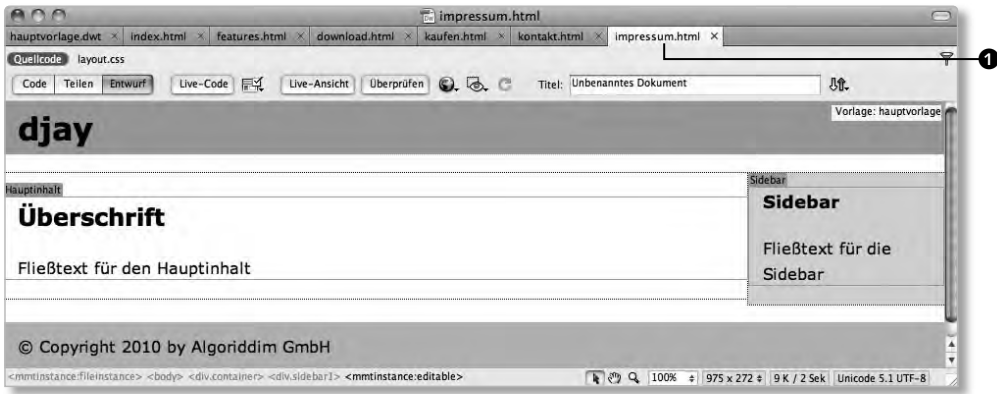 impressum.html
hauptvorlage.dwt × index.html × features.html × download.html × kaufen.html × kontakt.html × impressum.html ×
Quellcode layout.css
Code Teilen Entwurf Live-Code Live-Ansicht Überprüfen Titel: Unbenanntes Dokument
1
Vorlage: hauptvorlage
djay
Hauptinhalt
Überschrift
Fließtext für den Hauptinhalt
Sidebar
Sidebar
Fließtext für die
Sidebar
© Copyright 2010 by Algoriddim GmbH
<mmtinstance:fileinstance> <body> <div.container> <div.sidebar1> <mmtinstance:editable> 100% 975 x 272 9 K / 2 Sek Unicode 5.1 UTF-8